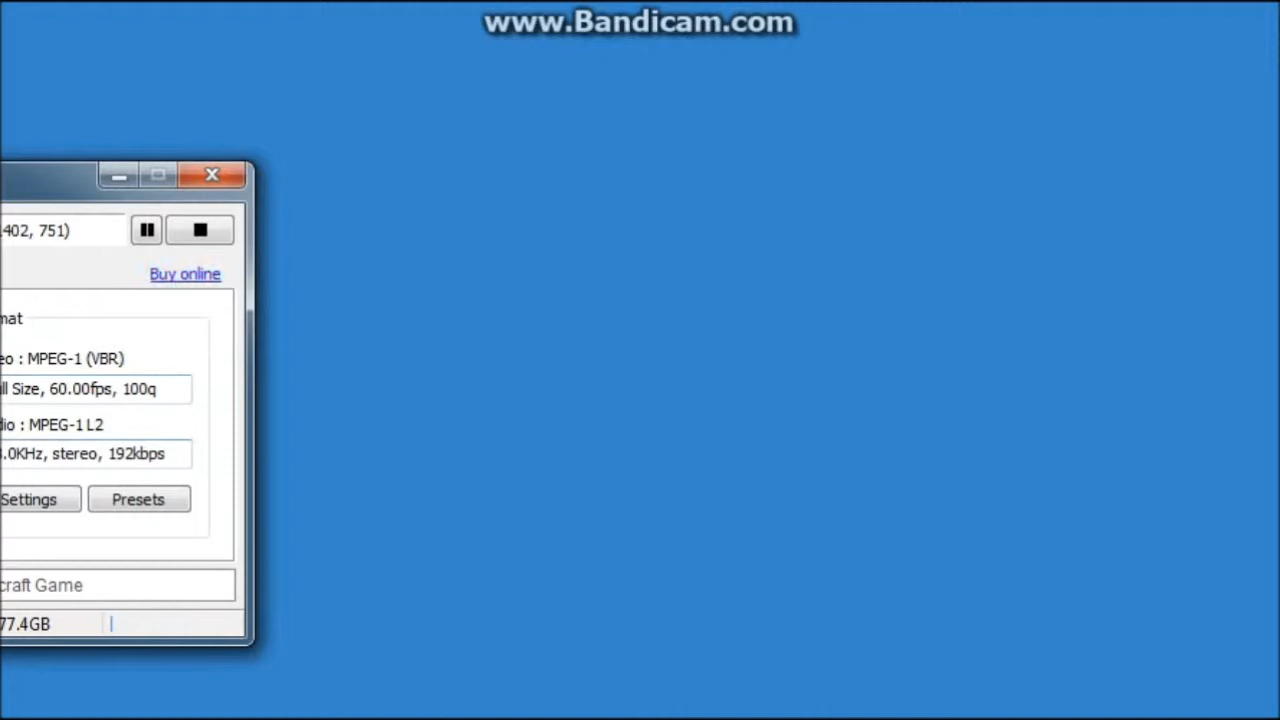 www.Bandicam.com
402, 751)
Buy online
mat
eo : MPEG-1 (VBR)
ll Size, 60.00fps, 100q
dio : MPEG-1 L2
.0KHz, stereo, 192kbps
Settings
Presets
craft Game
77.4GB